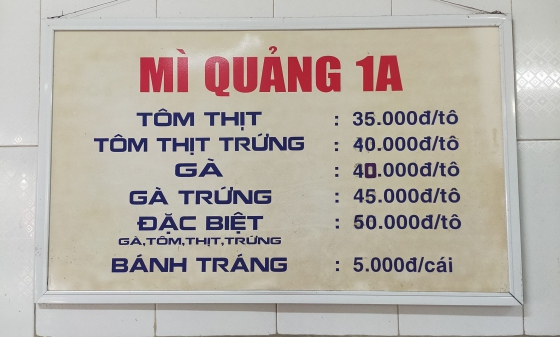 MÌ QUẢNG 1A
TÔM THỊT : 35.000đ/tô
TÔM THỊT TRỨNG : 40.000đ/tô
GÀ : 40.000đ/tô
GÀ TRỨNG : 45.000đ/tô
ĐẶC BIỆT : 50.000đ/tô
GÀ,TÔM,THỊT,TRỨNG
BÁNH TRÁNG : 5.000đ/cái